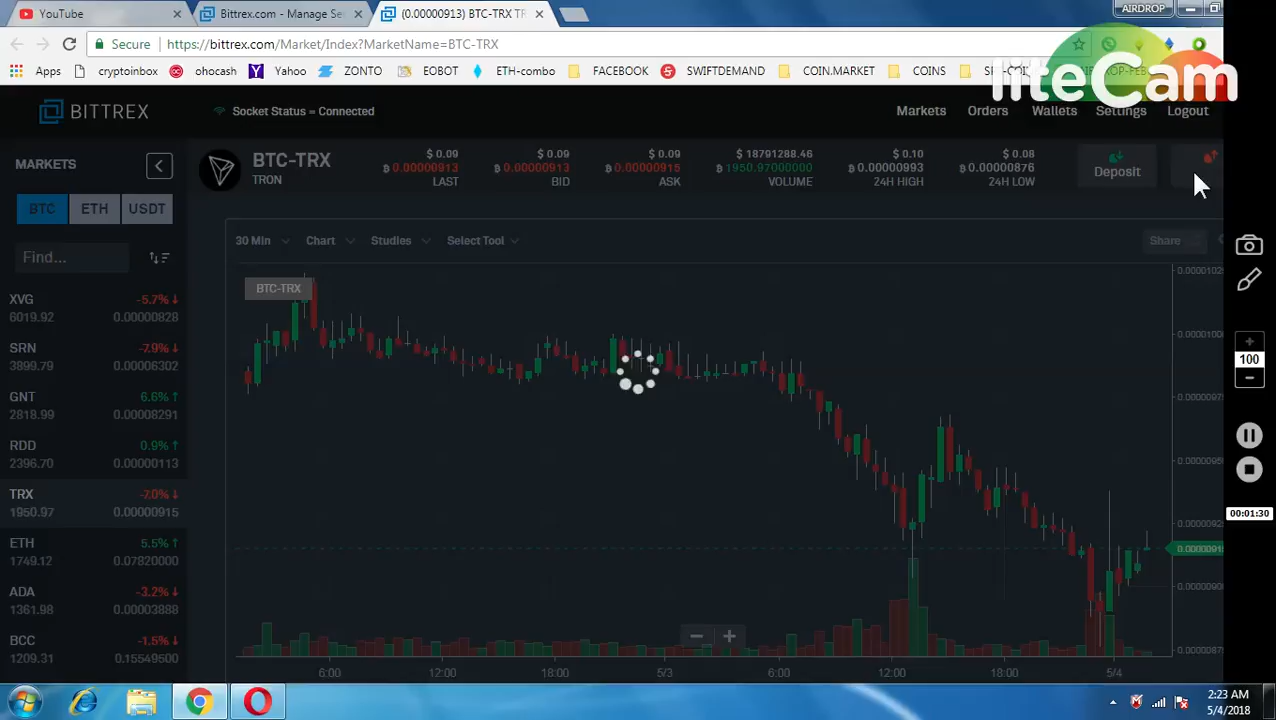 YouTube
Bittrex.com - Manage Se
(0.00000913) BTC-TRX TR
AIRDROP
Secure
https://bittrex.com/Market/Index?MarketName=BTC-TRX
Apps
cryptoinbox
ohocash
Yahoo
ETH-combo
FACEBOOK
SWIFTDEMAND
COIN.MARKET
COINS
liteCam
BITTREX
Socket Status = Connected
Markets
Orders
Wallets
Settings
Logout
MARKETS
BTC-TRX
TRON
$ 0.09
0.00000913
LAST
$ 0.09
0.00000913
BID
$ 0.09
0.00000915
ASK
$ 18791288.46
1950.97000000
VOLUME
$ 0.10
0.00000993
24H HIGH
$ 0.08
0.00000876
24H LOW
Deposit
BTC
ETH
USDT
Find...
30 Min
Chart
Studies
Select Tool
Share
BTC-TRX
XVG -5.7%
6019.92 0.00000828
SRN -7.9%
3899.79 0.00006302
GNT 6.6%
2818.99 0.00008291
RDD 0.9%
2396.70 0.00000113
TRX -7.0%
1950.97 0.00000915
ETH 5.5%
1749.12 0.07820000
ADA -3.2%
1361.98 0.00003888
BCC -1.5%
1209.31 0.15549500
6:00
12:00
18:00
5/3
6:00
12:00
18:00
5/4
100
00:01:30
2:23 AM
5/4/2018